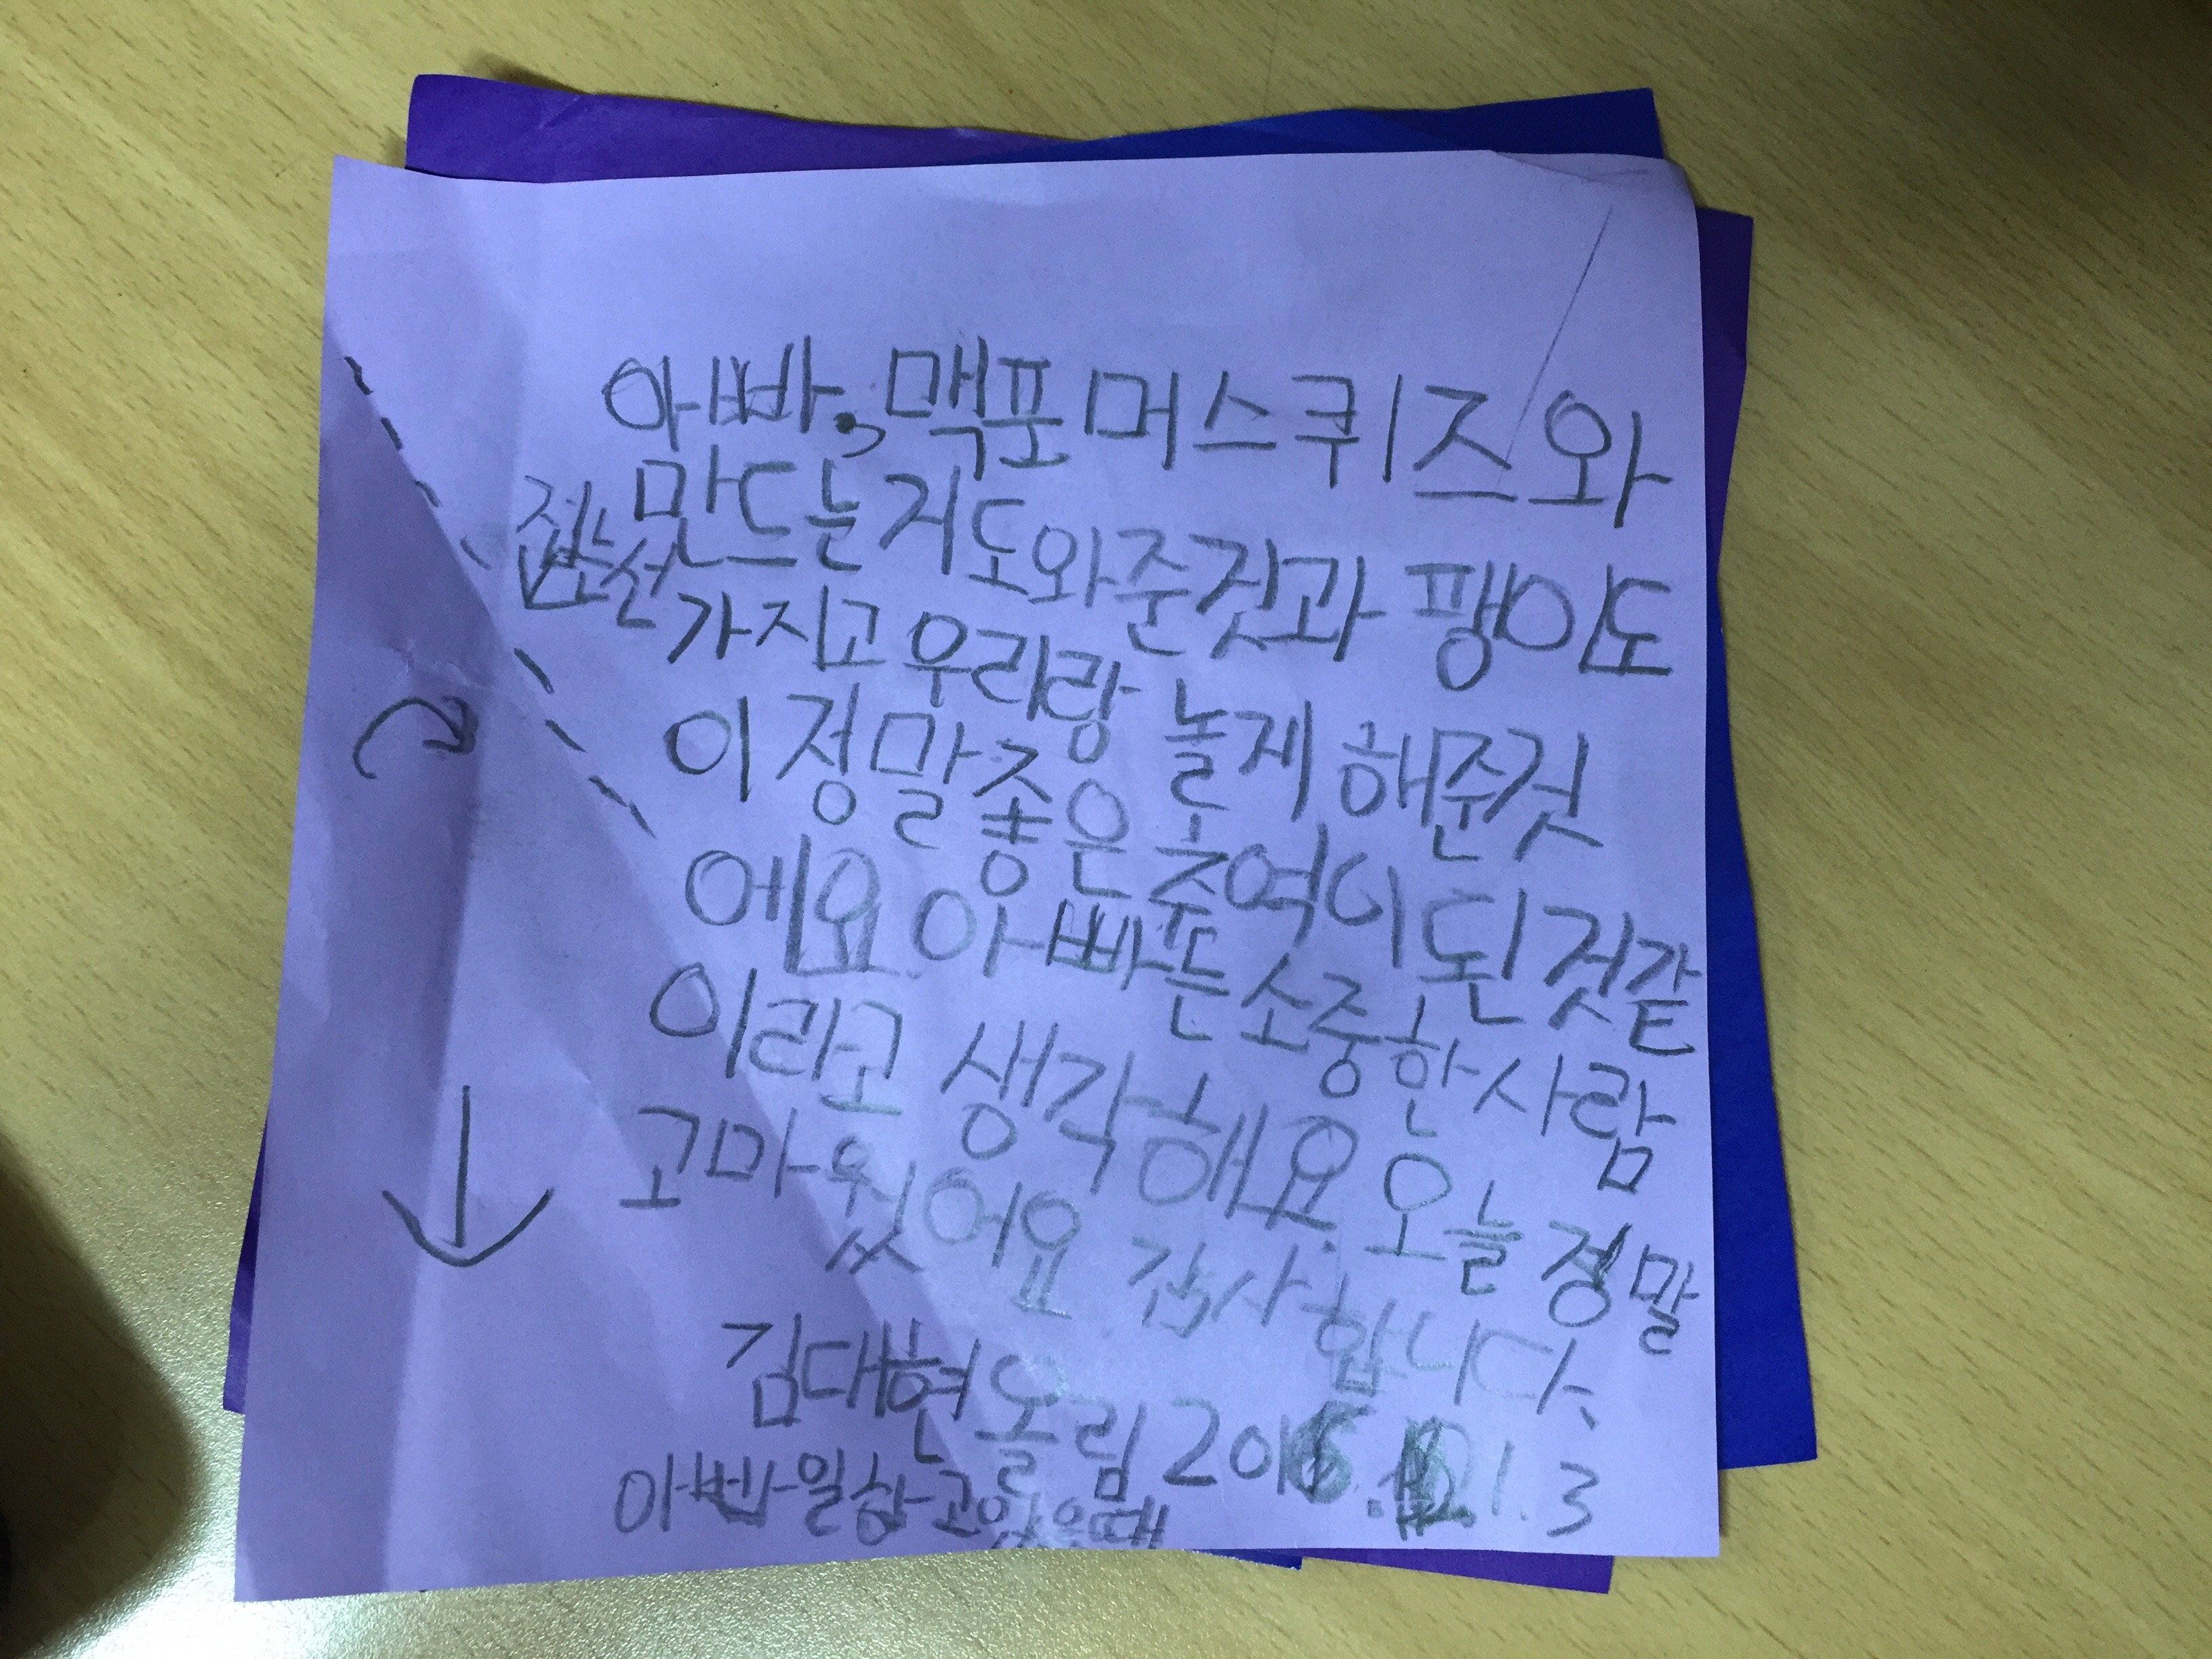 아빠, 맥포머스퀴즈와
만드는거도와준것과 팽이도
접는선
가지고 우리랑 놀게 해준것
이 정말좋은추억이 된것같
에요. 아빠는소중한사람
이라고 생각해요. 오늘 정말
고마웠어요 감사합니다.
김대현올림 2016. 1. 3
아빠일하고있을때